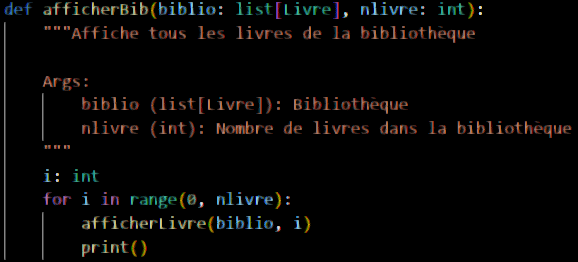 def afficherBib(biblio: list[Livre], nlivre: int):
    """Affiche tous les livres de la bibliothèque

    Args:
        biblio (list[Livre]): Bibliothèque
        nlivre (int): Nombre de livres dans la bibliothèque
    """
    i: int
    for i in range(0, nlivre):
        afficherLivre(biblio, i)
        print()